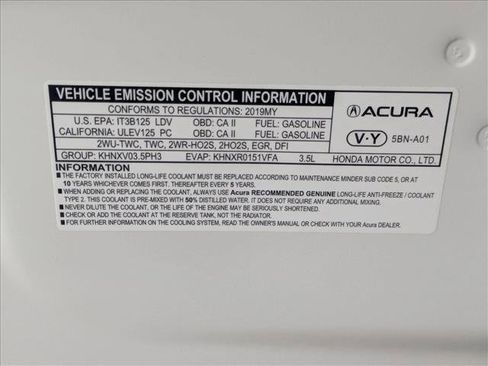 VEHICLE EMISSION CONTROL INFORMATION
CONFORMS TO REGULATIONS: 2019MY
U.S. EPA: IT3B125 LDV OBD: CA II FUEL: GASOLINE
CALIFORNIA: ULEV125 PC OBD: CA II FUEL: GASOLINE
2WU-TWC, TWC, 2WR-HO2S, 2HO2S, EGR, DFI
GROUP: KHNXV03.5PH3 EVAP: KHNXR0151VFA 3.5L
ACURA
V-Y 5BN-A01
HONDA MOTOR CO., LTD.
INFORMATION
■ THE FACTORY INSTALLED LONG-LIFE COOLANT MUST BE REPLACED ACCORDING TO MAINTENANCE MINDER SUB CODE 5, OR AT
10 YEARS WHICHEVER COMES FIRST. THEREAFTER EVERY 5 YEARS.
■ WHEN ADDING OR REPLACING THE COOLANT, ALWAYS USE Acura RECOMMENDED GENUINE LONG-LIFE ANTI-FREEZE / COOLANT
TYPE 2. THIS COOLANT IS PRE-MIXED WITH 50% DISTILLED WATER. IT DOES NOT REQUIRE ANY ADDITIONAL MIXING.
■ NEVER DILUTE THE COOLANT, OR THE LIFE OF THE ENGINE MAY BE SERIOUSLY SHORTENED.
■ CHECK OR ADD THE COOLANT AT THE RESERVE TANK, NOT THE RADIATOR.
■ FOR FURTHER INFORMATION ON THE COOLING SYSTEM, READ THE OWNER'S MANUAL OR CHECK WITH YOUR Acura DEALER.